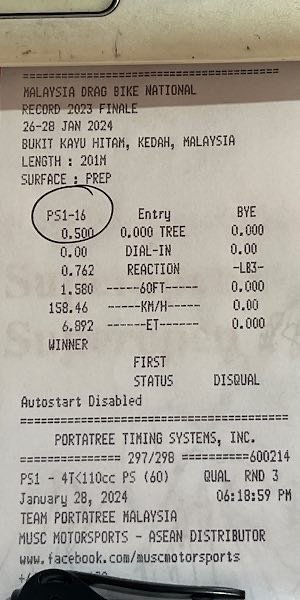 ==========================================
MALAYSIA DRAG BIKE NATIONAL
RECORD 2023 FINALE
26-28 JAN 2024
BUKIT KAYU HITAM, KEDAH, MALAYSIA
LENGTH : 201M
SURFACE : PREP
PS1-16 Entry BYE
0.500 0.000 TREE 0.000
0.00 DIAL-IN 0.00
0.762 REACTION -LB3-
1.580 ------60FT------ 0.000
158.46 ------KM/H------ 0.00
6.892 ------ET------ 0.000
WINNER
FIRST
STATUS DISQUAL
Autostart Disabled
==========================================
PORTATREE TIMING SYSTEMS, INC.
=============== 297/298 ==========600214
PS1 - 4T<110cc PS (60) QUAL RND 3
January 28, 2024 06:18:59 PM
TEAM PORTATREE MALAYSIA
MUSC MOTORSPORTS - ASEAN DISTRIBUTOR
www.facebook.com/muscmotorsports